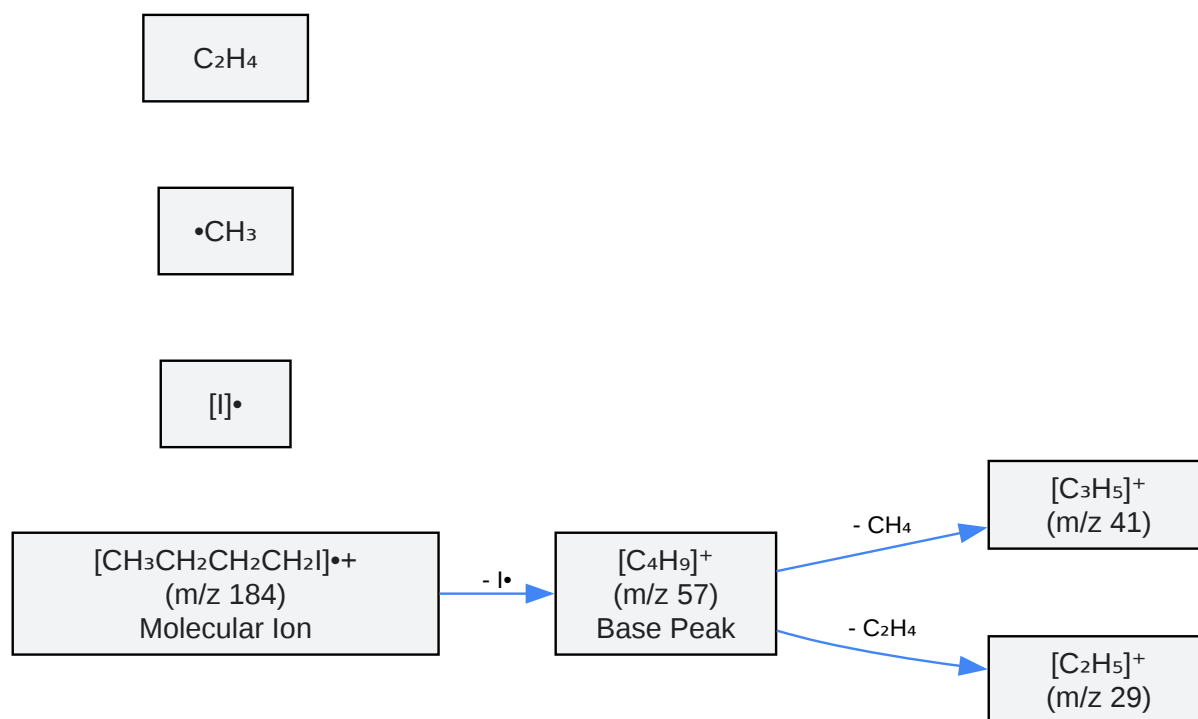 C₂H₄
•CH₃
[I]•
[CH₃CH₂CH₂CH₂I]•+
(m/z 184)
Molecular Ion
- I•
[C₄H₉]⁺
(m/z 57)
Base Peak
- CH₄
[C₃H₅]⁺
(m/z 41)
- C₂H₄
[C₂H₅]⁺
(m/z 29)